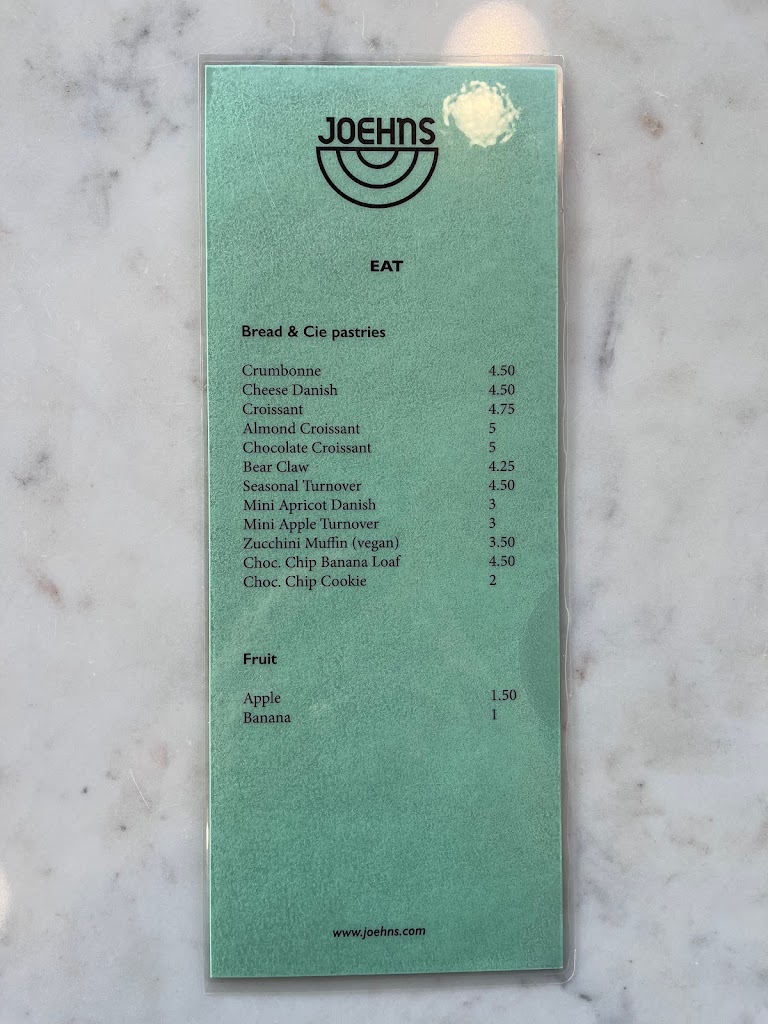 JOEHNS
EAT
Bread & Cie pastries
Crumbonne 4.50
Cheese Danish 4.50
Croissant 4.75
Almond Croissant 5
Chocolate Croissant 5
Bear Claw 4.25
Seasonal Turnover 4.50
Mini Apricot Danish 3
Mini Apple Turnover 3
Zucchini Muffin (vegan) 3.50
Choc. Chip Banana Loaf 4.50
Choc. Chip Cookie 2
Fruit
Apple 1.50
Banana 1
www.joehns.com